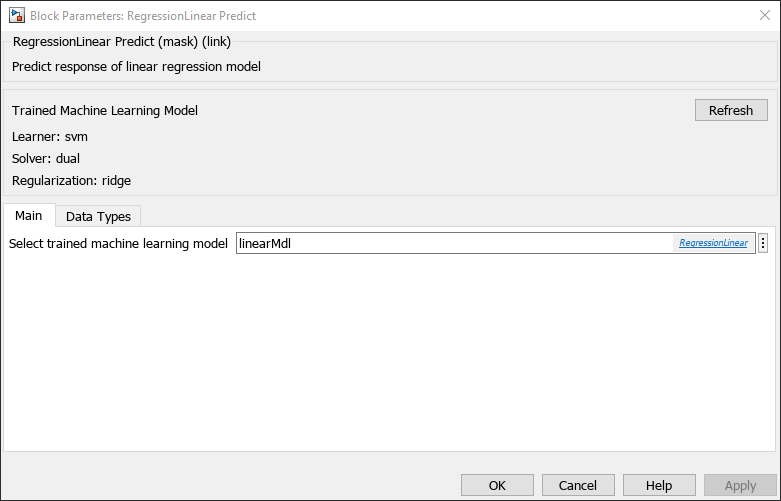 Block Parameters: RegressionLinear Predict
RegressionLinear Predict (mask) (link)
Predict response of linear regression model
Trained Machine Learning Model
Refresh
Learner: svm
Solver: dual
Regularization: ridge
Main Data Types
Select trained machine learning model linearMdl RegressionLinear
OK Cancel Help Apply